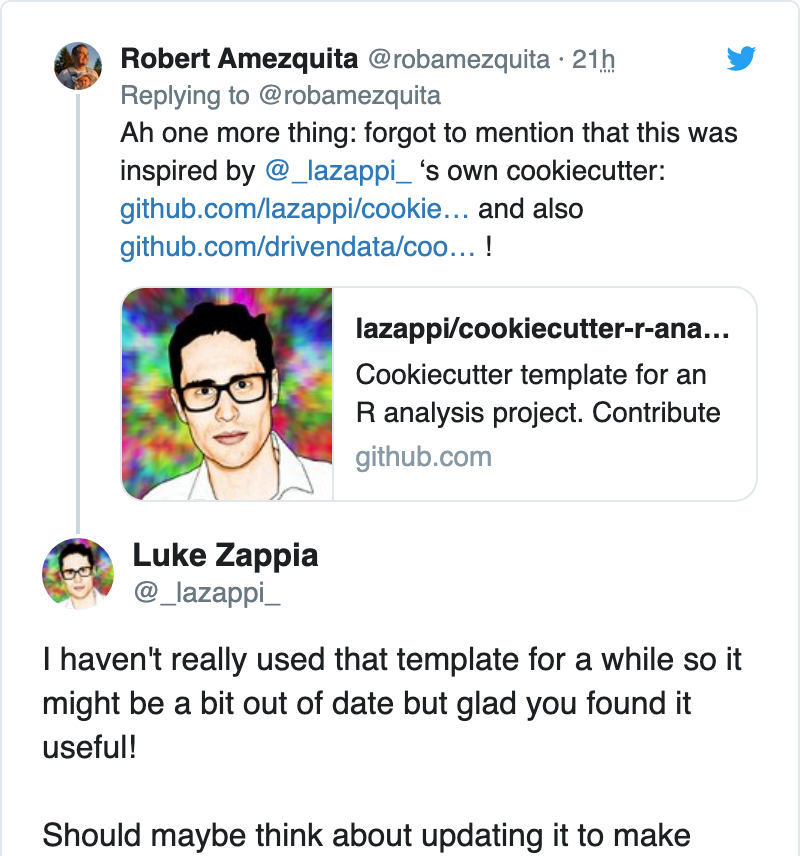 Robert Amezquita @robamezquita · 21h
Replying to @robamezquita
Ah one more thing: forgot to mention that this was
inspired by @_lazappi_ ‘s own cookiecutter:
github.com/lazappi/cookie… and also
github.com/drivendata/coo… !
lazappi/cookiecutter-r-ana…
Cookiecutter template for an
R analysis project. Contribute
github.com
Luke Zappia
@_lazappi_
I haven't really used that template for a while so it
might be a bit out of date but glad you found it
useful!
Should maybe think about updating it to make